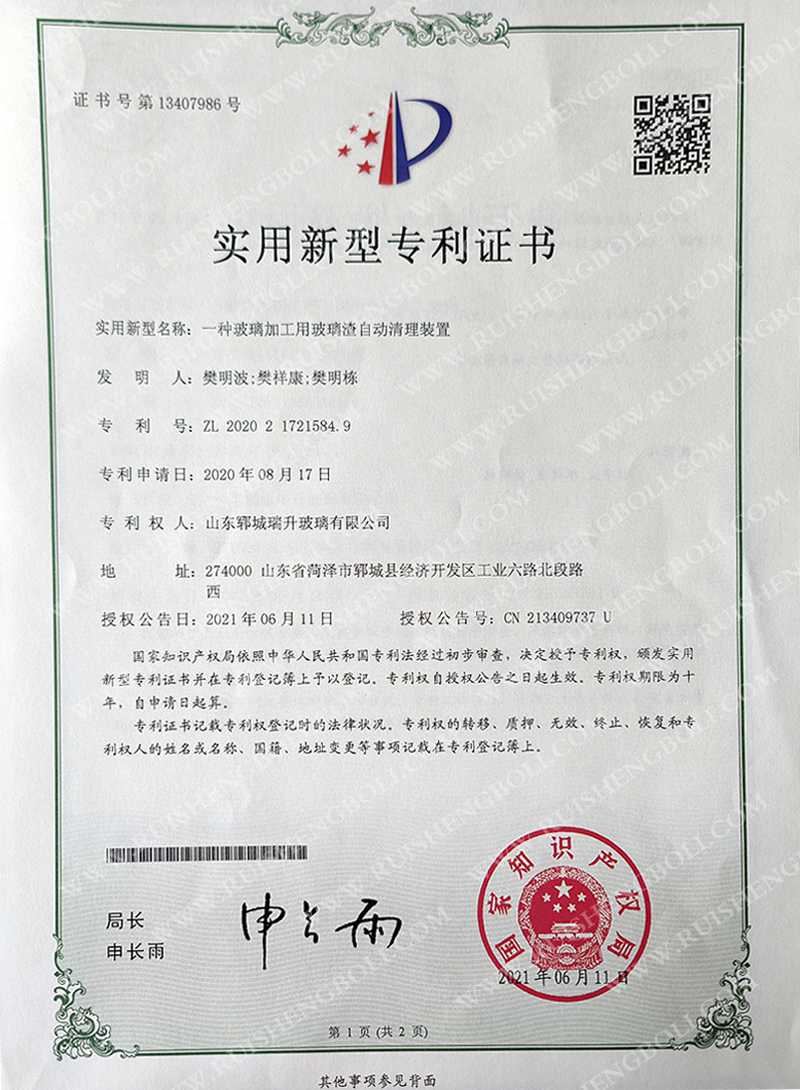 证书号第13407986号
实用新型专利证书
实用新型名称：一种玻璃加工用玻璃渣自动清理装置
发明人：樊明波;樊祥康;樊明栋
专利号：ZL 2020 2 1721584.9
专利申请日：2020年08月17日
专利权人：山东郓城瑞升玻璃有限公司
地址：274000 山东省菏泽市郓城县经济开发区工业六路北段路
西
授权公告日：2021年06月11日 授权公告号：CN 213409737 U
国家知识产权局依照中华人民共和国专利法经过初步审查，决定授予专利权，颁发实用
新型专利证书并在专利登记簿上予以登记。专利权自授权公告之日起生效。专利权期限为十
年，自申请日起算。
专利证书记载专利权登记时的法律状况。专利权的转移、质押、无效、终止、恢复和专
利权人的姓名或名称、国籍、地址变更等事项记载在专利登记簿上。
局长
申长雨
申长雨
国家知识产权局
2021年06月11日
第1页(共2页)
其他事项参见背面
WWW.RUISHENGBOLI.COM